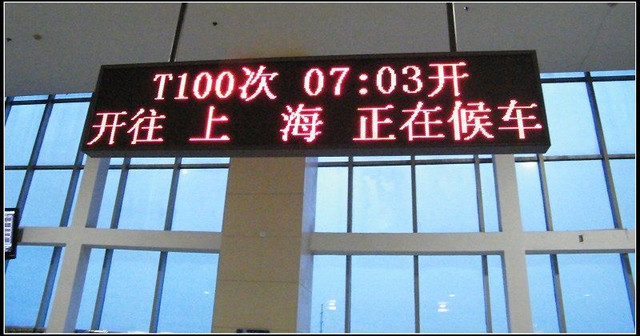 T100次 07:03开
开往 上 海 正在候车